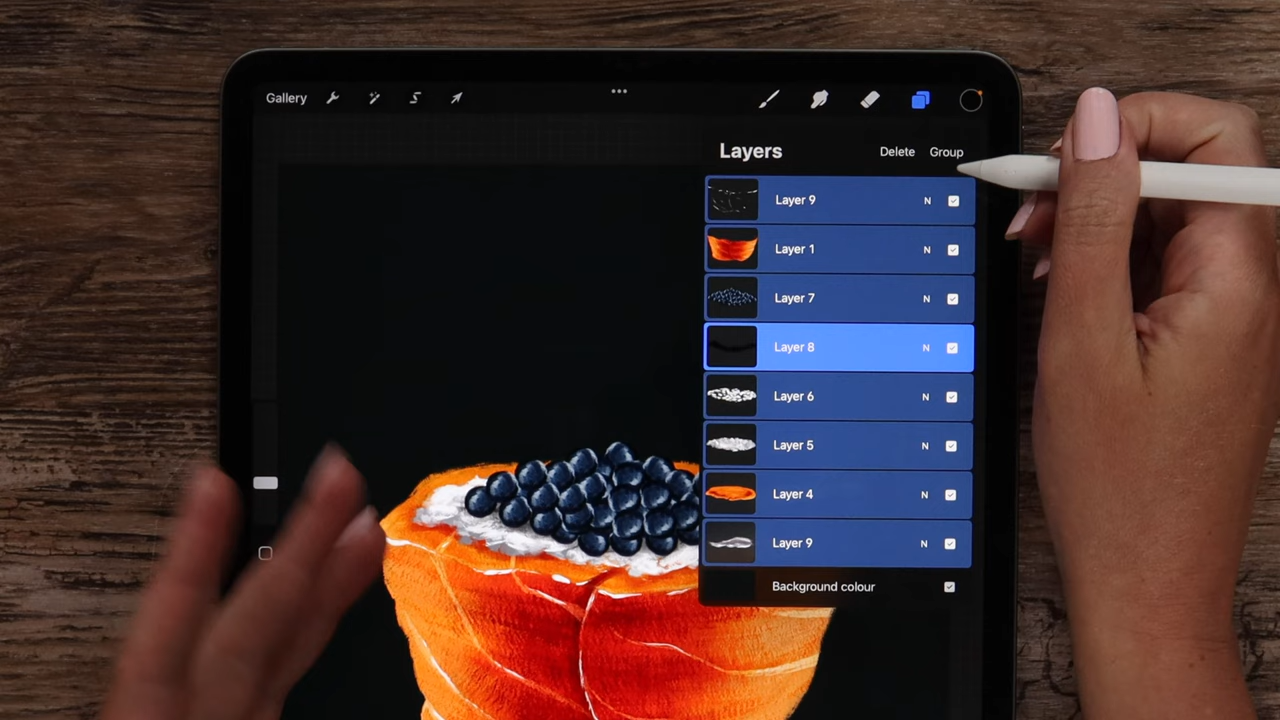 Gallery
Layers Delete Group
Layer 9 N
Layer 1 N
Layer 7 N
Layer 8 N
Layer 6 N
Layer 5 N
Layer 4 N
Layer 9 N
Background colour